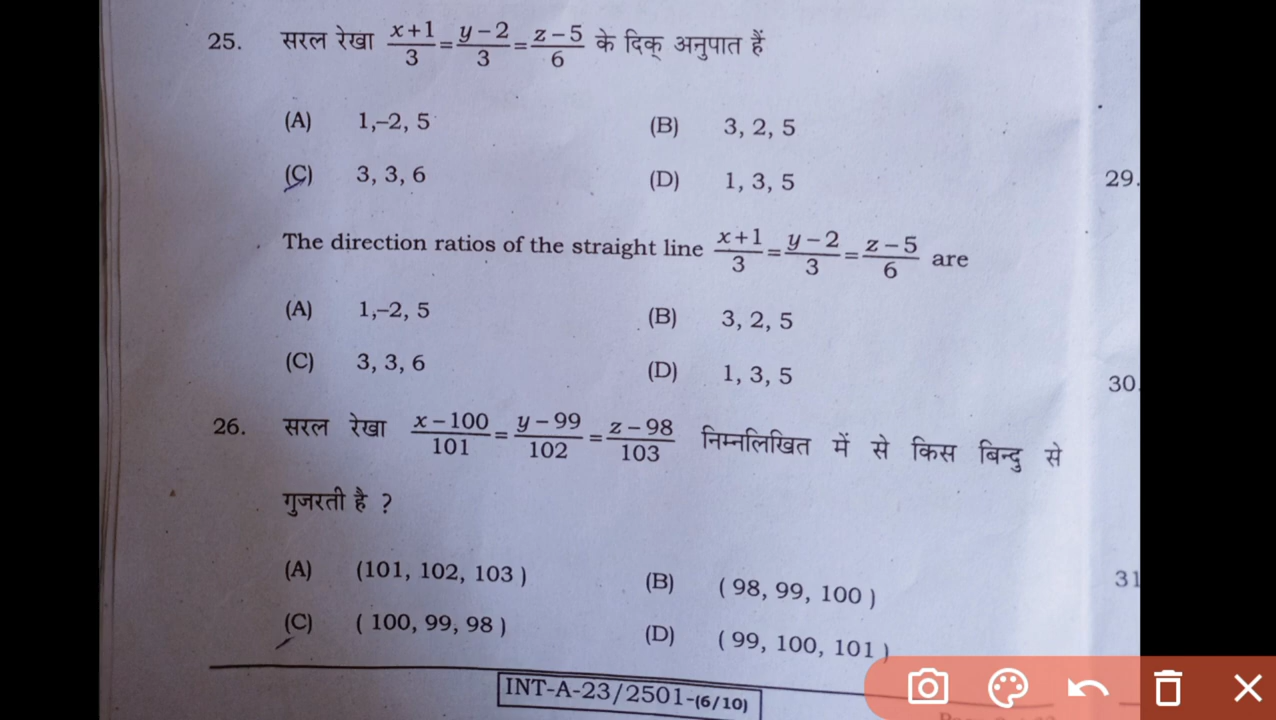 25. सरल रेखा x+1/3 = y−2/3 = z−5/6 के दिक् अनुपात हैं
(A) 1,–2, 5 (B) 3, 2, 5
(C) 3, 3, 6 (D) 1, 3, 5
29.
The direction ratios of the straight line x+1/3 = y−2/3 = z−5/6 are
(A) 1,–2, 5 (B) 3, 2, 5
(C) 3, 3, 6 (D) 1, 3, 5
30.
26. सरल रेखा x−100/101 = y−99/102 = z−98/103 निम्नलिखित में से किस बिन्दु से
गुजरती है ?
(A) (101, 102, 103 ) (B) ( 98, 99, 100 )
31
(C) ( 100, 99, 98 ) (D) ( 99, 100, 101 )
INT-A-23/2501-(6/10)